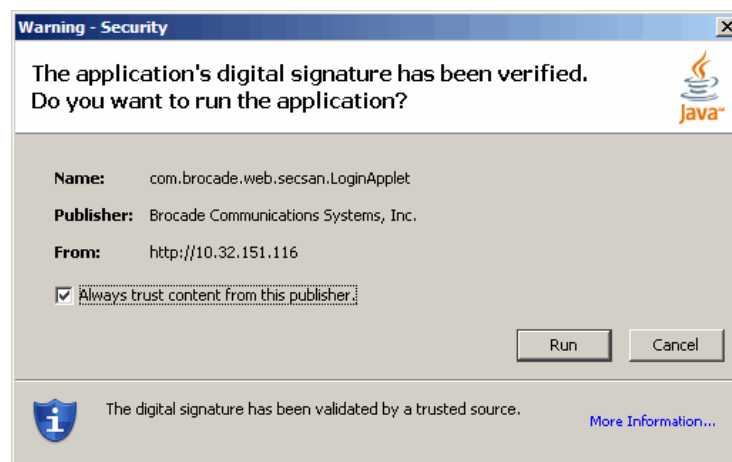 Warning - Security
The application's digital signature has been verified.
Do you want to run the application?
Java™
Name: com.brocade.web.secsan.LoginApplet
Publisher: Brocade Communications Systems, Inc.
From: http://10.32.151.116
Always trust content from this publisher.
Run Cancel
The digital signature has been validated by a trusted source.
More Information...